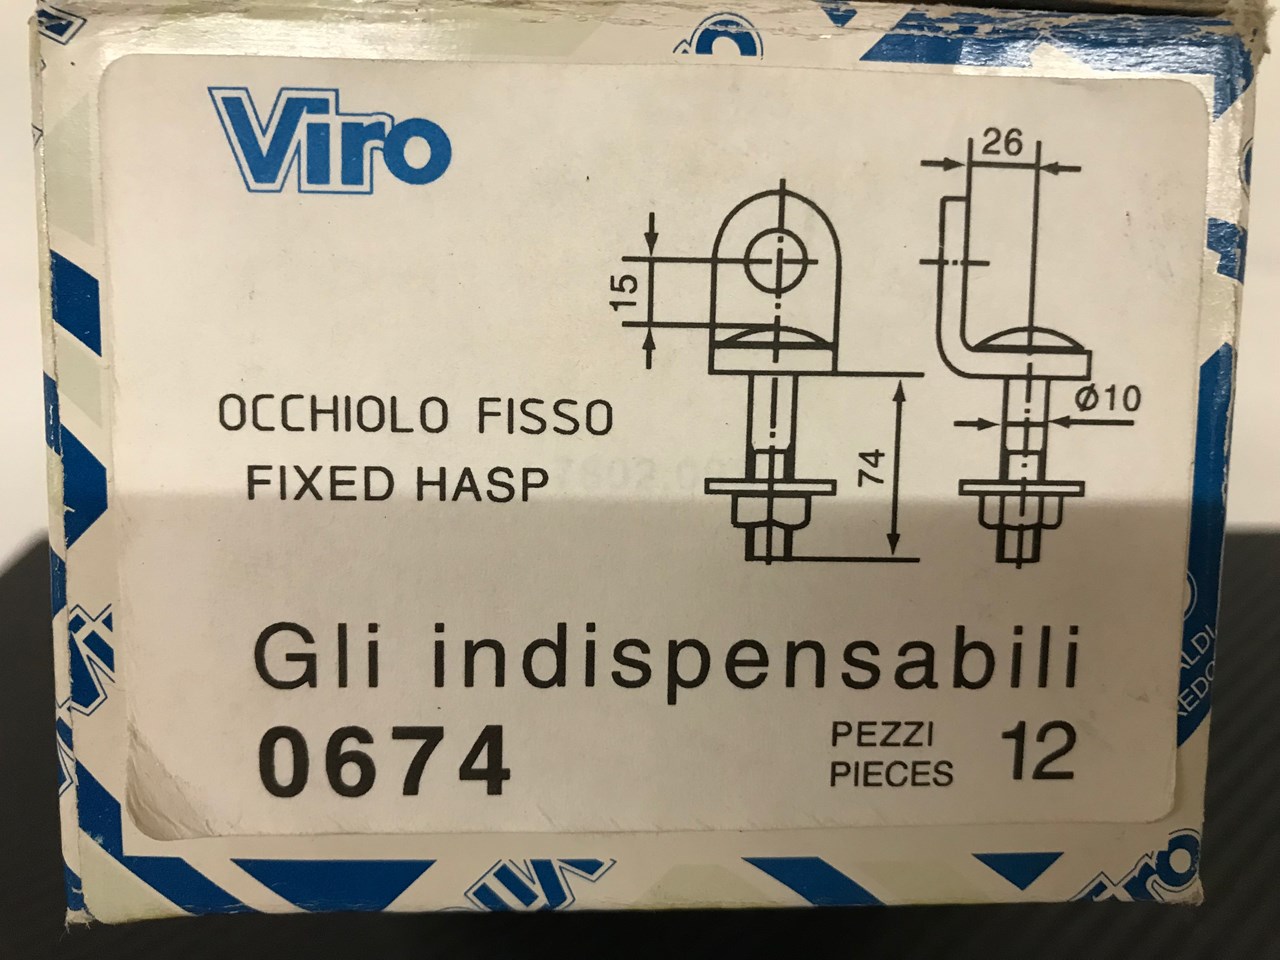 Viro
26
15
OCCHIOLO FISSO
FIXED HASP
ø10
74
Gli indispensabili
0674
PEZZI
PIECES
12